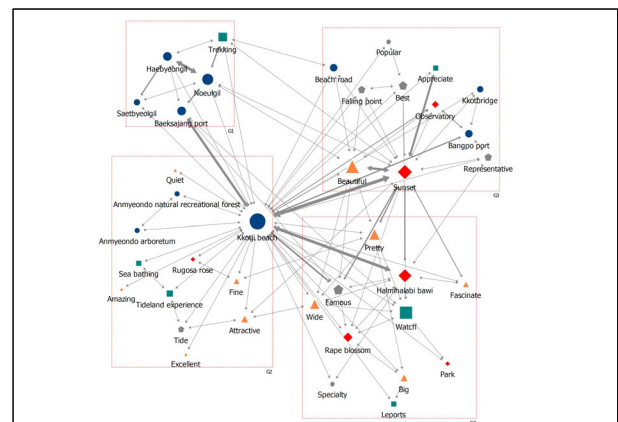 Popular
Trekking
Haebyeongil
Beach road
Appreciate
Noeulgil
Falling point
Best
Kkotbridge
Saetbyeolgil
Observatory
Baeksajang port
G1
Bangpo port
Representative
Quiet
Beautiful
Sunset
G3
Anmyeondo natural recreational forest
Kkotji beach
Anmyeondo arboretum
Pretty
Sea bathing
Rugosa rose
Amazing
Fine
Famous
Halmihalabi bawi
Fascinate
Tideland experience
Wide
Watch
Tide
Attractive
Rape blossom
Excellent
G2
Park
Specialty
Big
Leports